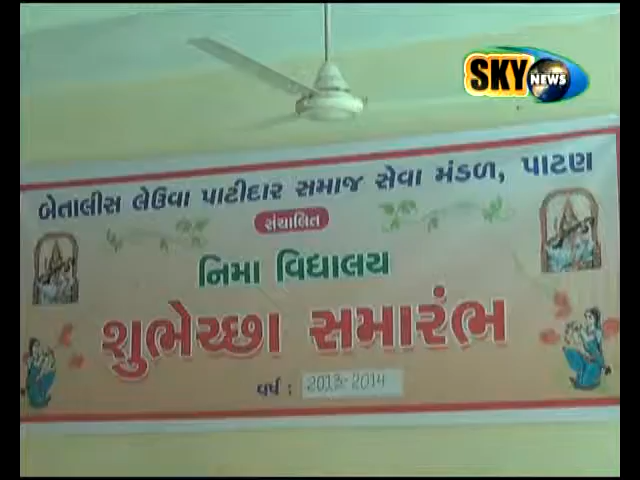 SKY NEWS
બેતાલીસ લેઉવા પાટીદાર સમાજ સેવા મંડળ, પાટણ
સંચાલિત
નિમા વિદ્યાલય
શુભેચ્છા સમારંભ
વર્ષ : 2013-2014